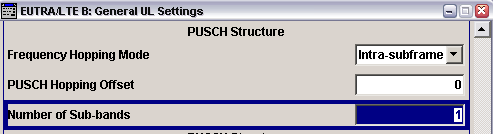 EUTRA/LTE B: General UL Settings
PUSCH Structure
Frequency Hopping Mode Intra-subframe
PUSCH Hopping Offset 0
Number of Sub-bands 1